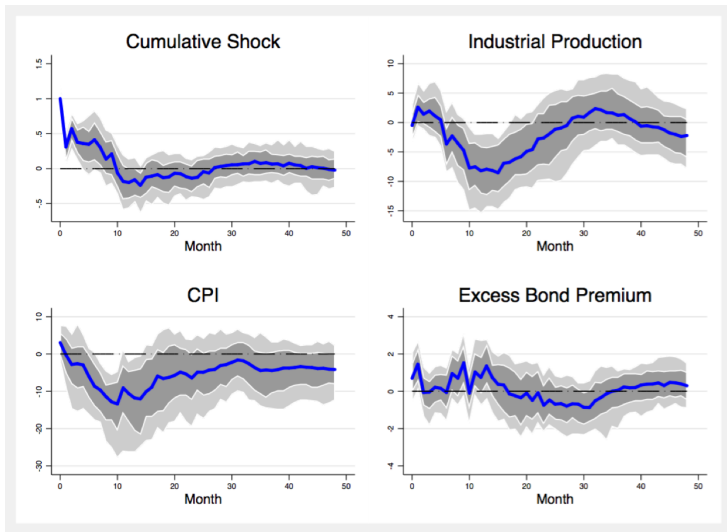 Cumulative Shock
1.5
1
.5
0
-.5
0 10 20 30 40 50
Month
Industrial Production
10
5
0
-5
-10
-15
0 10 20 30 40 50
Month
CPI
10
0
-10
-20
-30
0 10 20 30 40 50
Month
Excess Bond Premium
4
2
0
-2
-4
0 10 20 30 40 50
Month